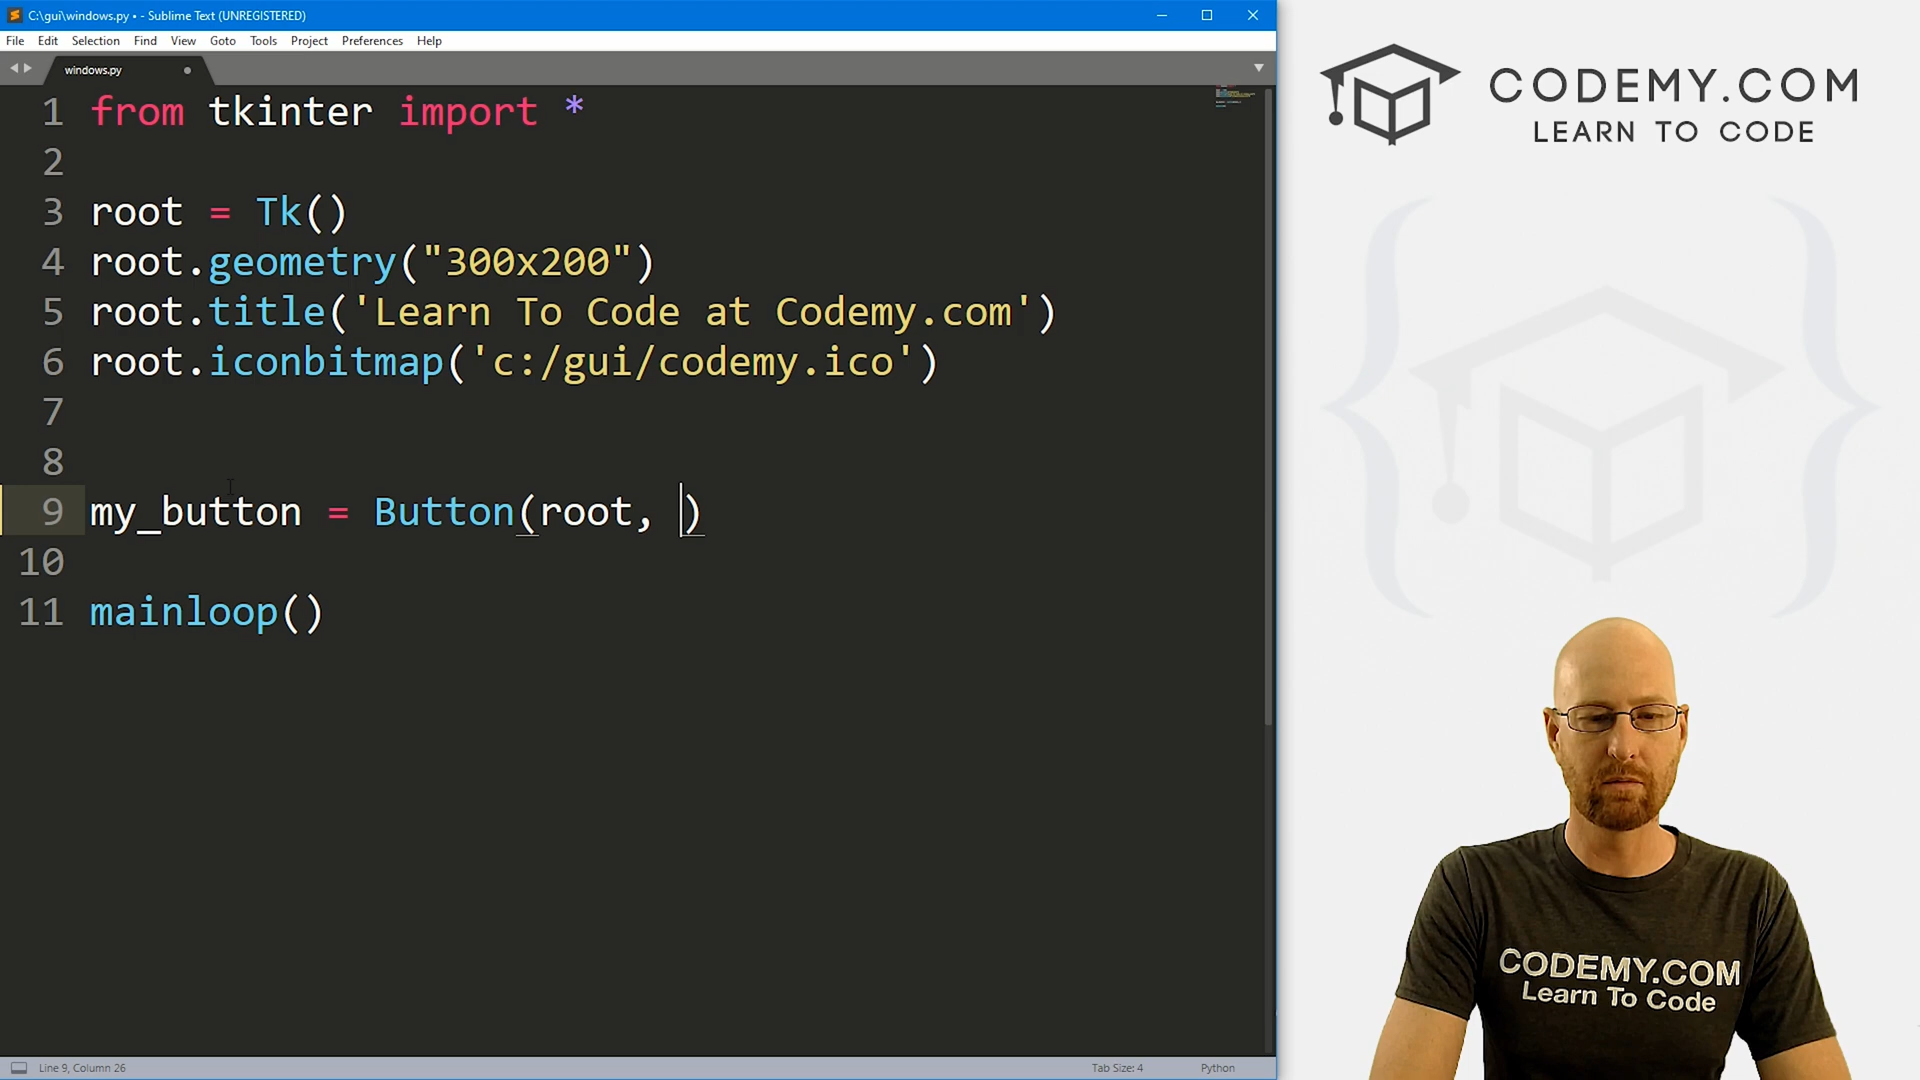 C:\gui\windows.py • - Sublime Text (UNREGISTERED)
File Edit Selection Find View Goto Tools Project Preferences Help
windows.py
1 from tkinter import *
2
3 root = Tk()
4 root.geometry("300x200")
5 root.title('Learn To Code at Codemy.com')
6 root.iconbitmap('c:/gui/codemy.ico')
7
8
9 my_button = Button(root, )
10
11 mainloop()
Line 9, Column 26
Tab Size: 4
Python
CODEMY.COM
LEARN TO CODE
CODEMY.COM
Learn To Code